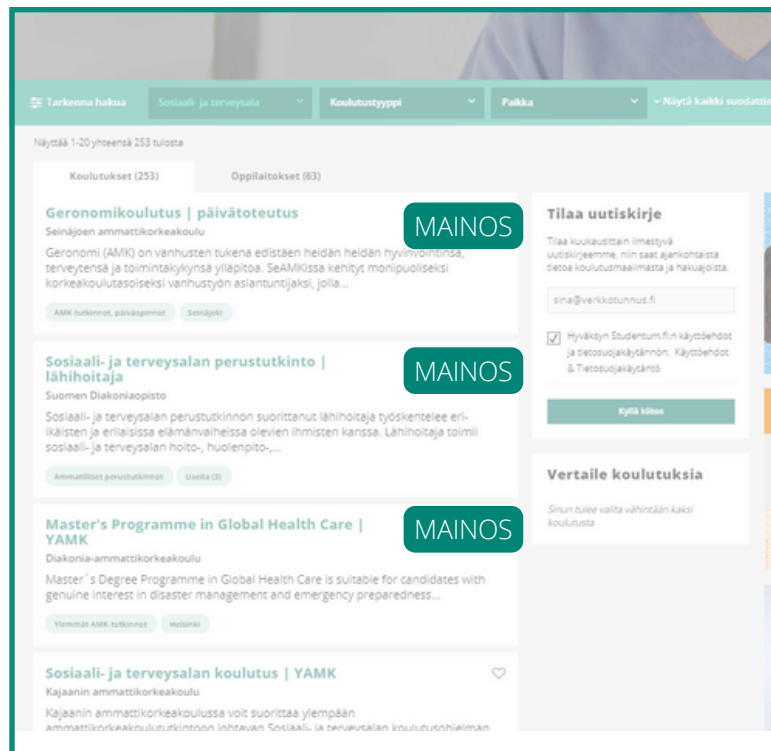 Tarkenna hakua
Sosiaali- ja terveysala
Koulutustyyppi
Paikka
Näytä kaikki suodattin
Näyttää 1-20 yhteensä 253 tulosta
Koulutukset (253)
Oppilaitokset (63)
Geronomikoulutus | päivätoteutus
MAINOS
Seinäjoen ammattikorkeakoulu
Geronomi (AMK) on vanhusten tukena edistäen heidän heidän hyvinvointinsa,
terveytensä ja toimintakykynsä ylläpitoa. SeAMKissa kehityt monipuoliseksi
korkeakoulutasoiseksi vanhustyön asiantuntijaksi, jolla...
AMK-tutkinnot, päiväopinnot
Seinäjoki
Sosiaali- ja terveysalan perustutkinto |
lähihoitaja
MAINOS
Suomen Diakoniaopisto
Sosiaali- ja terveysalan perustutkinnon suorittanut lähihoitaja työskentelee eri-
ikäisten ja erilaisissa elämänvaiheissa olevien ihmisten kanssa. Lähihoitaja toimii
sosiaali- ja terveysalan hoito-, huolenpito-,...
Ammatilliset perustutkinnot
Useita (3)
Master's Programme in Global Health Care |
YAMK
MAINOS
Diakonia-ammattikorkeakoulu
Master`s Degree Programme in Global Health Care is suitable for candidates with
genuine interest in disaster management and emergency preparedness...
Ylemmät AMK-tutkinnot
Helsinki
Sosiaali- ja terveysalan koulutus | YAMK
Kajaanin ammattikorkeakoulu
Kajaanin ammattikorkeakoulussa voit suorittaa ylempään
ammattikorkeakoulututkintoon johtavan Sosiaali- ja terveysalan koulutusohjelman
Tilaa uutiskirje
Tilaa kuukausittain ilmestyvä
uutiskirjeemme, niin saat ajankohtaista
tietoa koulutusmaailmasta ja hakuajoista.
sina@verkkotunnus.fi
Hyväksyn Studentum.fi:n käyttöehdot
ja tietosuojakäytännön: Käyttöehdot
& Tietosuojakäytäntö
Kyllä kiitos
Vertaile koulutuksia
Sinun tulee valita vähintään kaksi
koulutusta